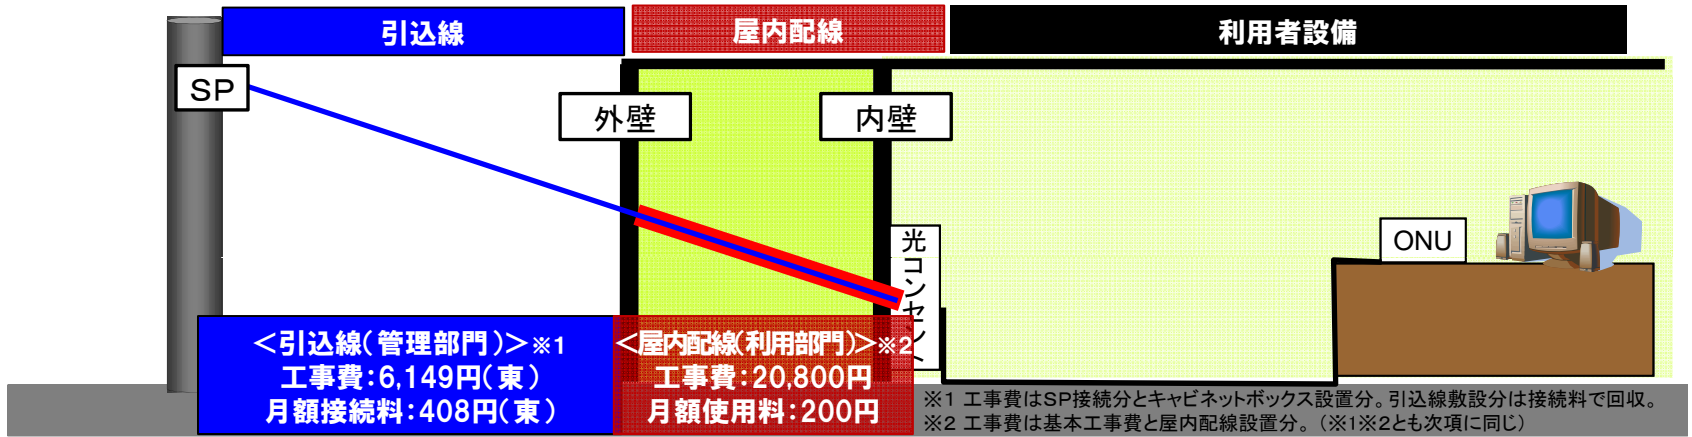 引込線
屋内配線
利用者設備
SP
外壁
内壁
光コンセント
ONU
<引込線(管理部門)>※1
工事費:6,149円(東)
月額接続料:408円(東)
<屋内配線(利用部門)>※2
工事費:20,800円
月額使用料:200円
※1 工事費はSP接続分とキャビネットボックス設置分。引込線敷設分は接続料で回収。
※2 工事費は基本工事費と屋内配線設置分。(※1※2とも次項に同じ)